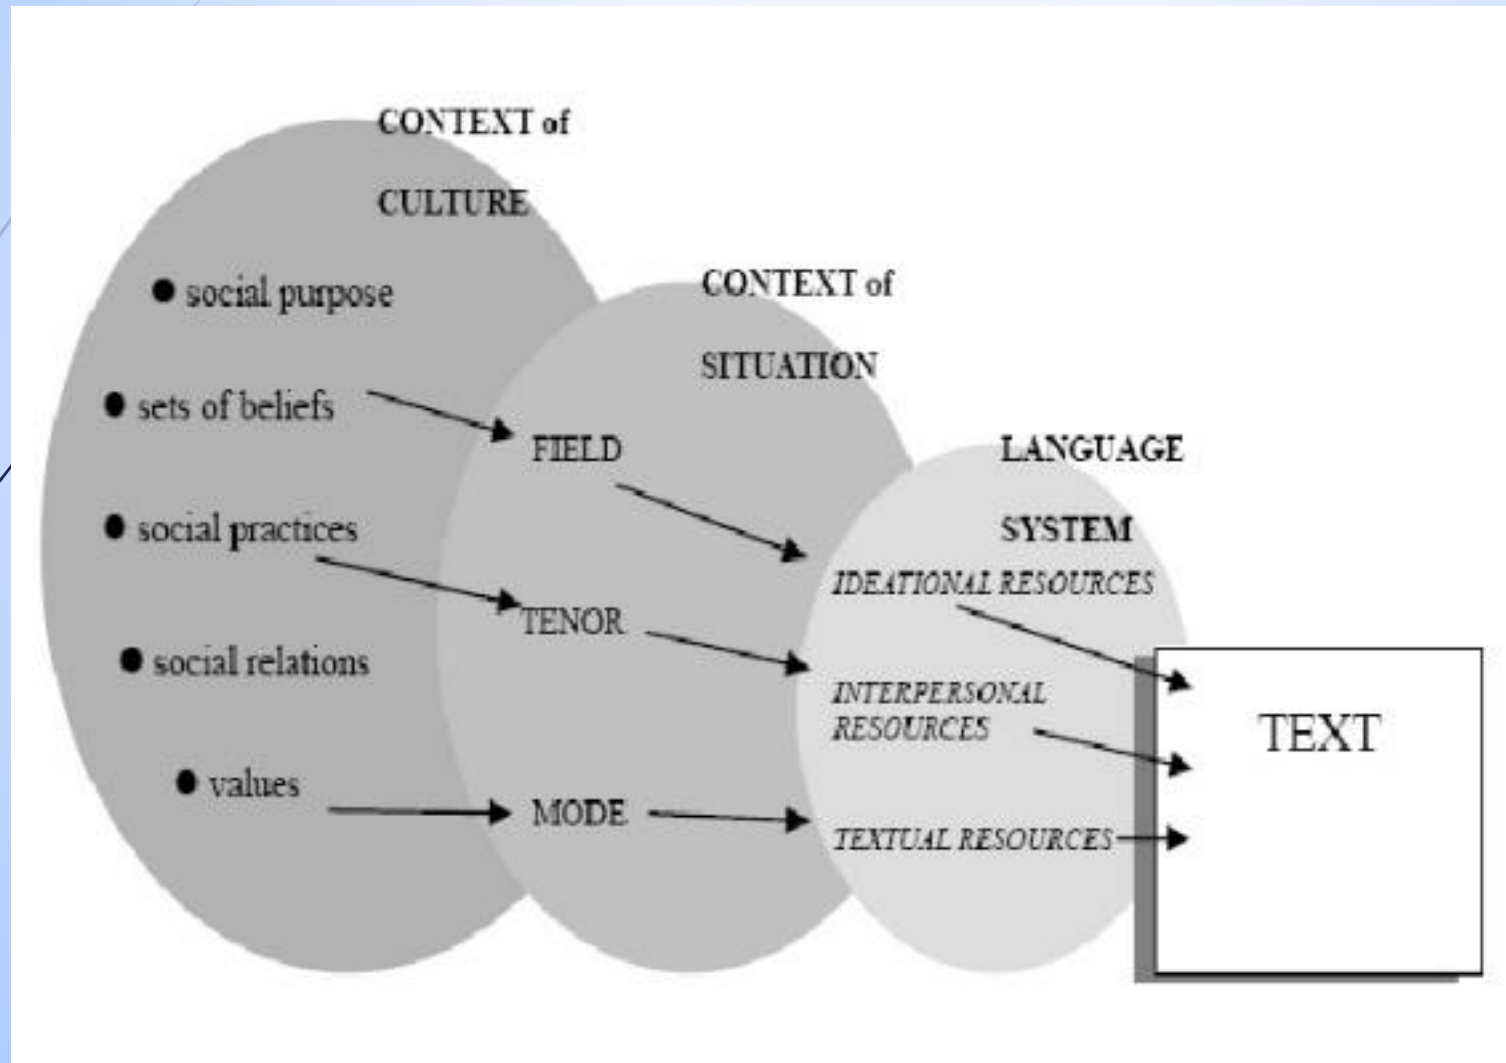 CONTEXT of
CULTURE
● social purpose
● sets of beliefs
● social practices
● social relations
● values
CONTEXT of
SITUATION
FIELD
TENOR
MODE
LANGUAGE
SYSTEM
IDEATIONAL RESOURCES
INTERPERSONAL
RESOURCES
TEXTUAL RESOURCES
TEXT